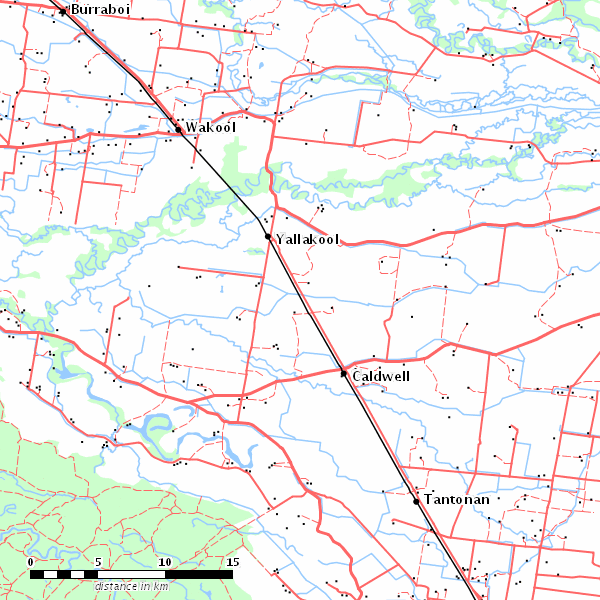 Burraboi
Wakool
Yallakool
Caldwell
Tantonan
0 5 10 15
distance in km